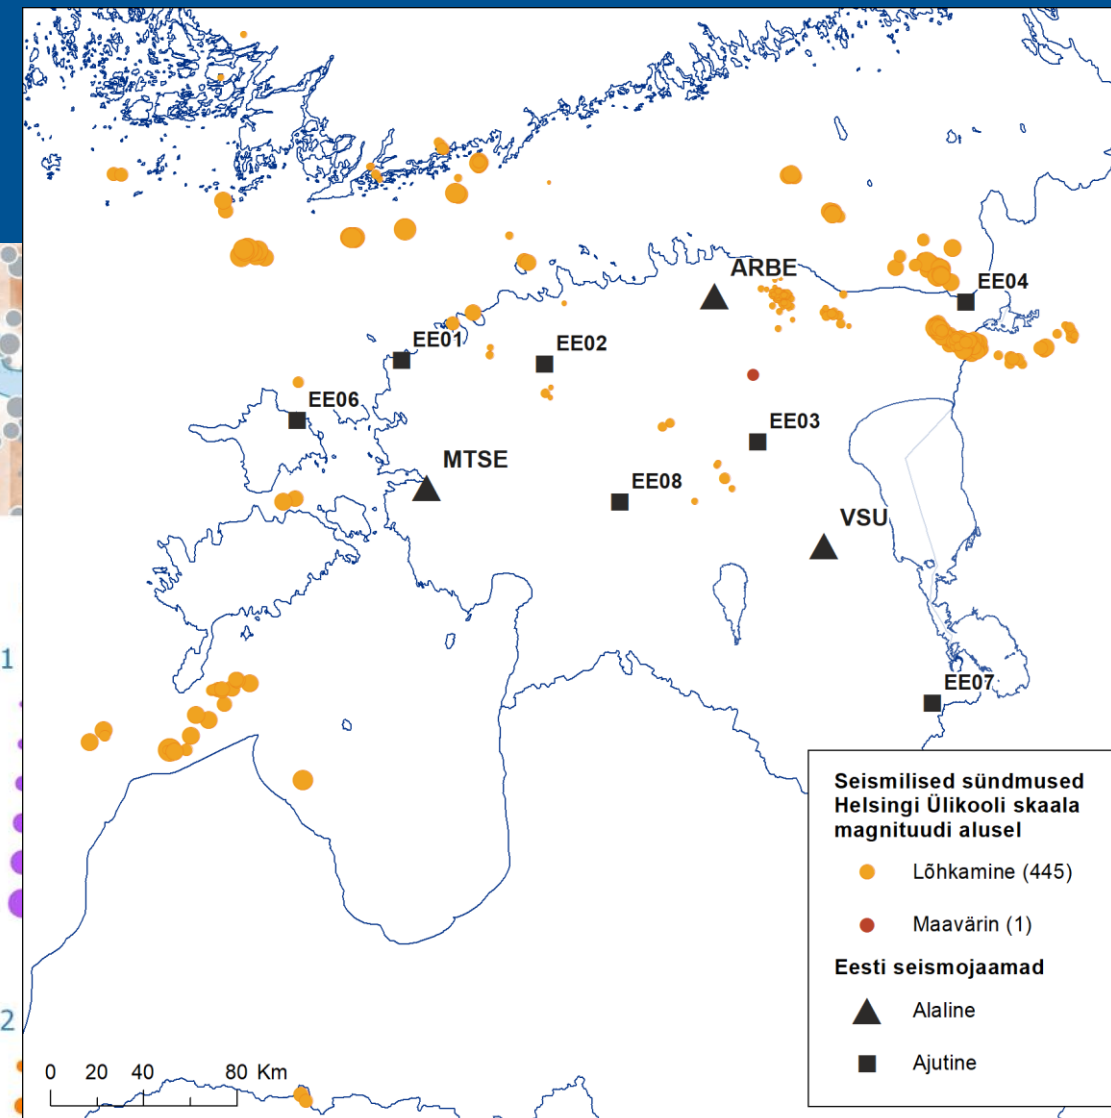 ARBE
EE04
EE01
EE02
EE06
EE03
MTSE
EE08
VSU
1
EE07
Seismilised sündmused
Helsingi Ülikooli skaala
magnituudi alusel
Lõhkamine (445)
Maavärin (1)
Eesti seismojaamad
Alaline
Ajutine
2
0 20 40 80 Km